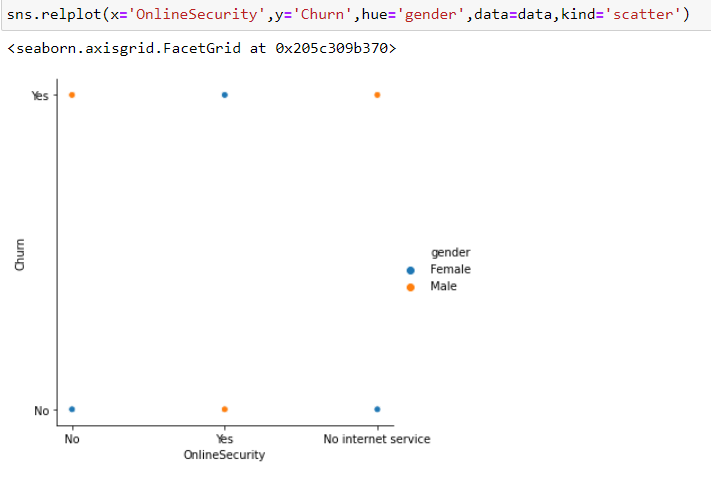 sns.relplot(x='OnlineSecurity',y='Churn',hue='gender',data=data,kind='scatter')
<seaborn.axisgrid.FacetGrid at 0x205c309b370>
Yes
Churn
gender
Female
Male
No
No Yes No internet service
OnlineSecurity